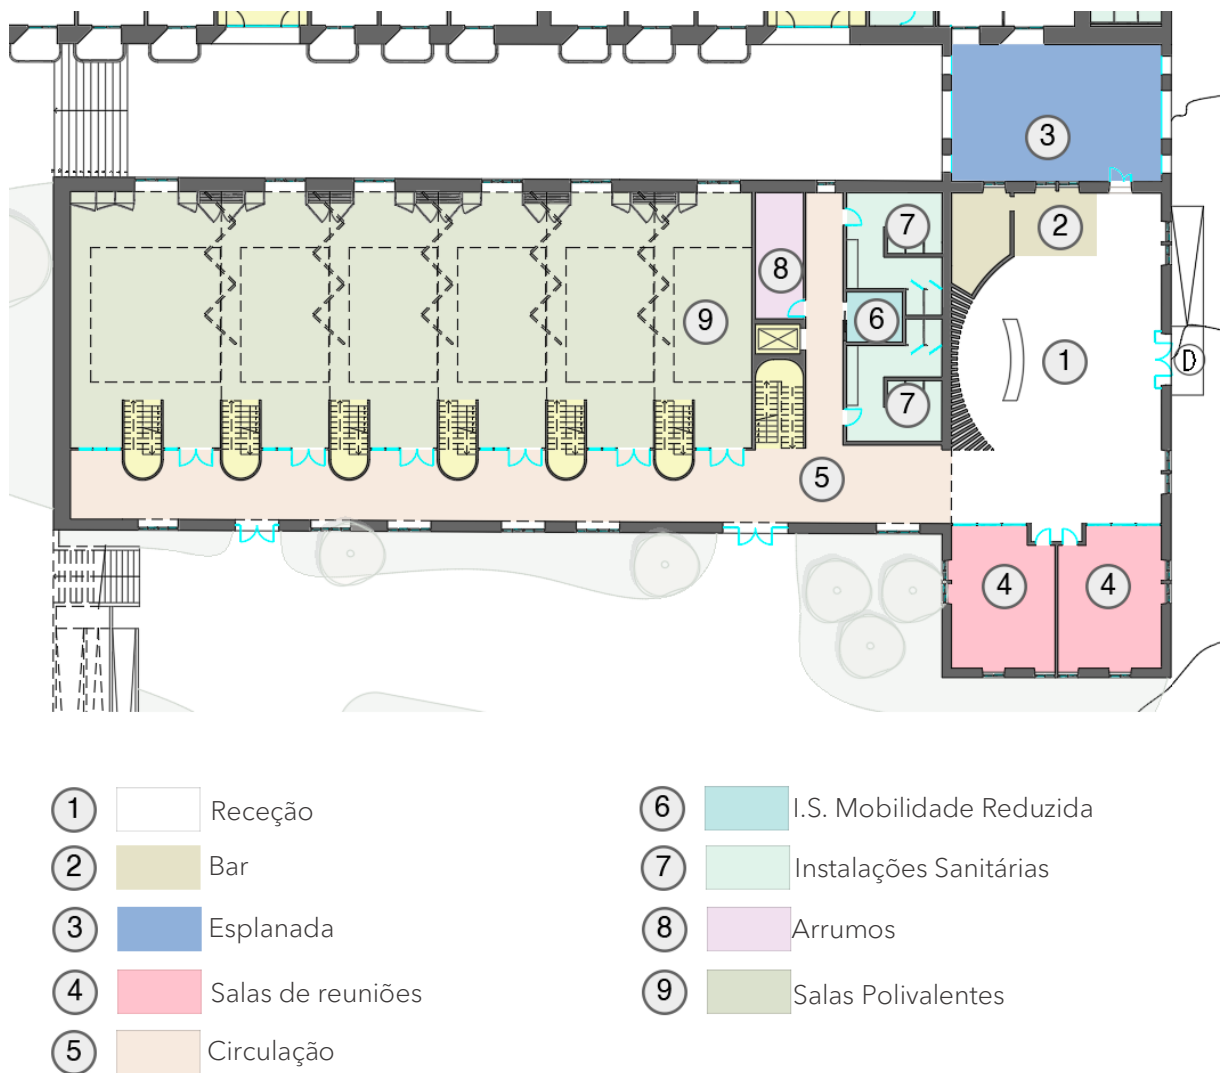 3
7
2
8
9
6
1
D
7
5
4
4
1 Receção
2 Bar
3 Esplanada
4 Salas de reuniões
5 Circulação
6 I.S. Mobilidade Reduzida
7 Instalações Sanitárias
8 Arrumos
9 Salas Polivalentes